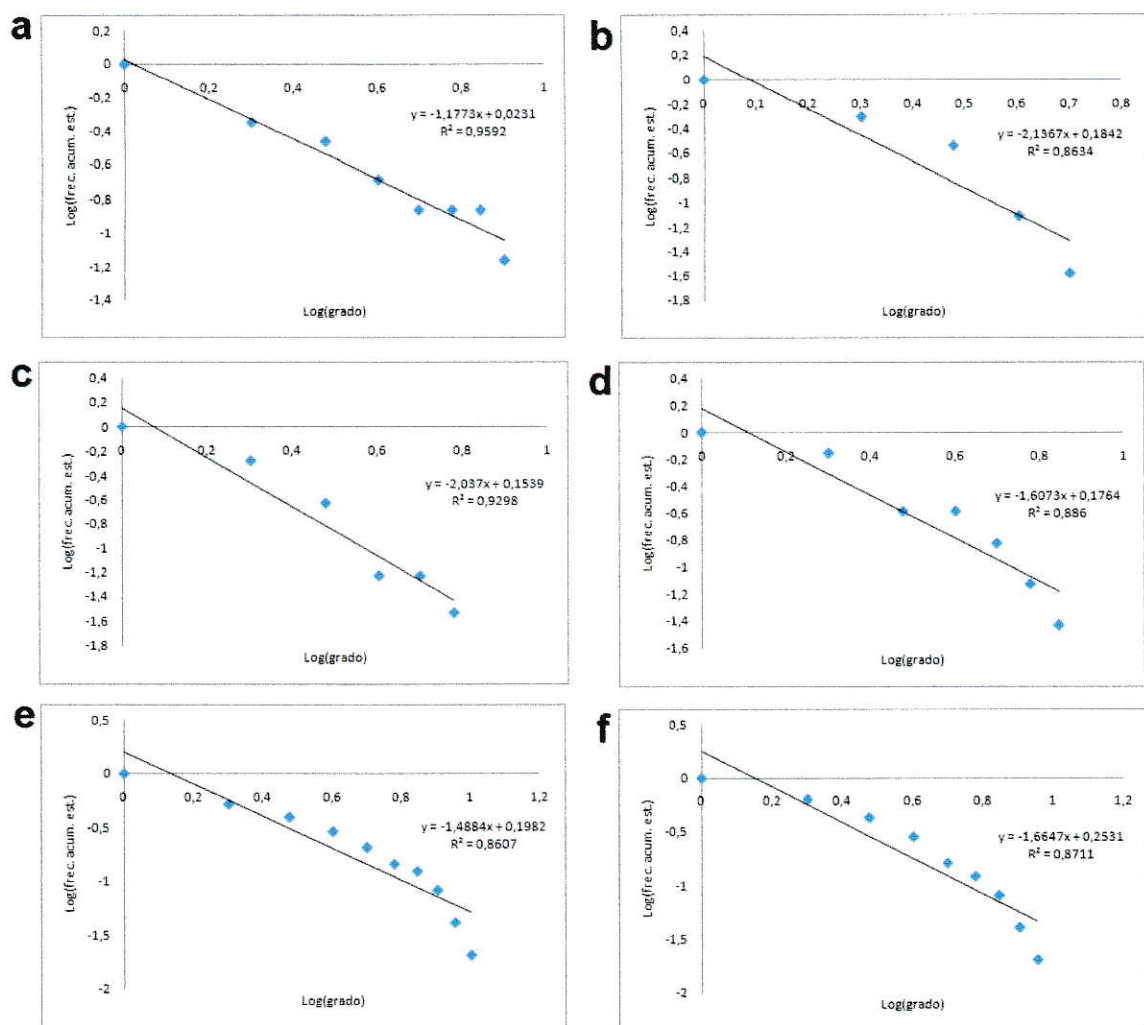 a
0,2
0
-0,2
-0,4
-0,6
-0,8
-1
-1,2
-1,4
0 0,2 0,4 0,6 0,8 1
y = -1,1773x + 0,0231
R² = 0,9592
Log(frec. acum. est.)
Log(grado)
b
0,4
0,2
0
-0,2
-0,4
-0,6
-0,8
-1
-1,2
-1,4
-1,6
-1,8
0 0,1 0,2 0,3 0,4 0,5 0,6 0,7 0,8
y = -2,1367x + 0,1842
R² = 0,8634
Log(frec. acum. est.)
Log(grado)
c
0,4
0,2
0
-0,2
-0,4
-0,6
-0,8
-1
-1,2
-1,4
-1,6
-1,8
0 0,2 0,4 0,6 0,8 1
y = -2,037x + 0,1539
R² = 0,9298
Log(frec. acum. est.)
Log(grado)
d
0,4
0,2
0
-0,2
-0,4
-0,6
-0,8
-1
-1,2
-1,4
-1,6
0 0,2 0,4 0,6 0,8 1
y = -1,6073x + 0,1764
R² = 0,886
Log(frec. acum. est.)
Log(grado)
e
0,5
0
-0,5
-1
-1,5
-2
0 0,2 0,4 0,6 0,8 1 1,2
y = -1,4884x + 0,1982
R² = 0,8607
Log(frec. acum. est.)
Log(grado)
f
0,5
0
-0,5
-1
-1,5
-2
0 0,2 0,4 0,6 0,8 1 1,2
y = -1,6647x + 0,2531
R² = 0,8711
Log(frec. acum. est.)
Log(grado)